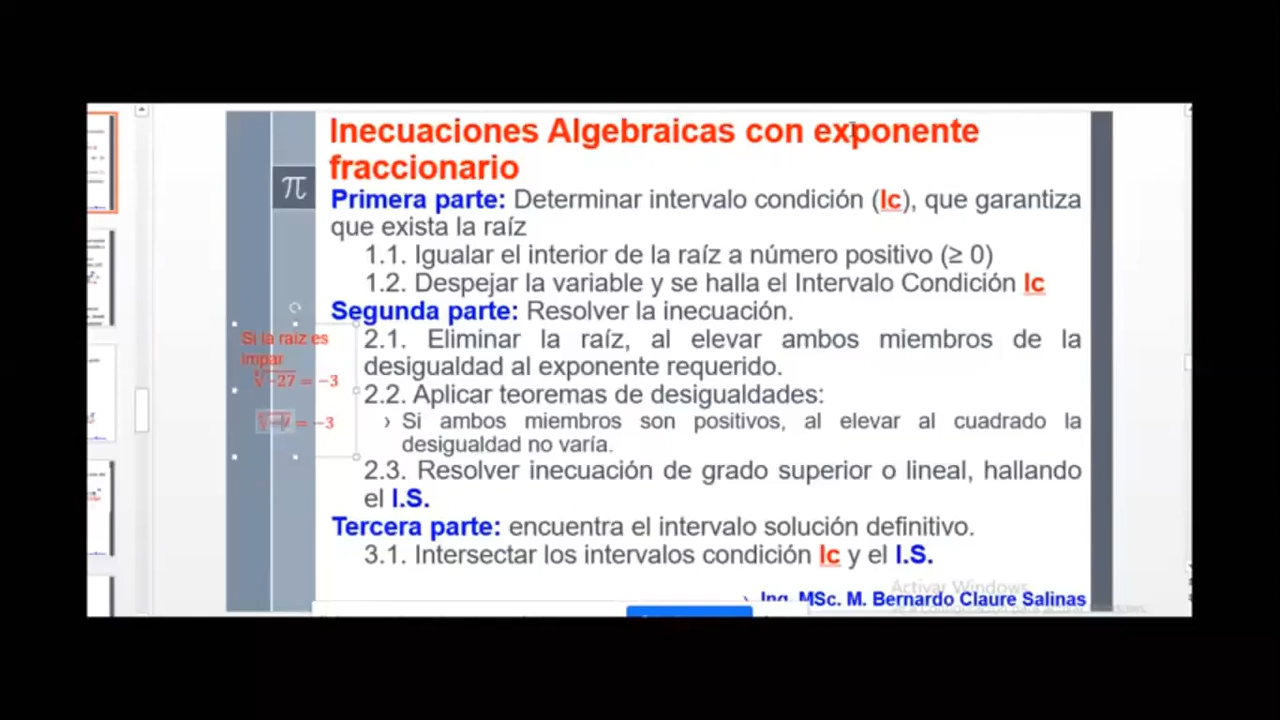 Inecuaciones Algebraicas con exponente
fraccionario
π
Primera parte: Determinar intervalo condición (Ic), que garantiza
que exista la raíz
1.1. Igualar el interior de la raíz a número positivo (≥ 0)
1.2. Despejar la variable y se halla el Intervalo Condición Ic
Segunda parte: Resolver la inecuación.
2.1. Eliminar la raíz, al elevar ambos miembros de la
desigualdad al exponente requerido.
2.2. Aplicar teoremas de desigualdades:
› Si ambos miembros son positivos, al elevar al cuadrado la
desigualdad no varía.
2.3. Resolver inecuación de grado superior o lineal, hallando
el I.S.
Tercera parte: encuentra el intervalo solución definitivo.
3.1. Intersectar los intervalos condición Ic y el I.S.
Si la raíz es
impar
∛-27 = -3
= -3
Activar Windows
Ing. MSc. M. Bernardo Claure Salinas